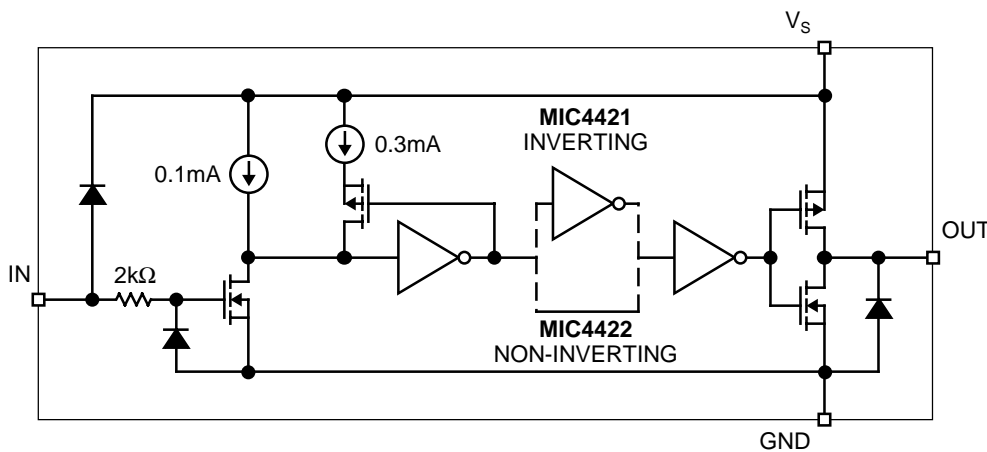 V_S
MIC4421
INVERTING
0.3mA
0.1mA
OUT
IN
2kΩ
MIC4422
NON-INVERTING
GND